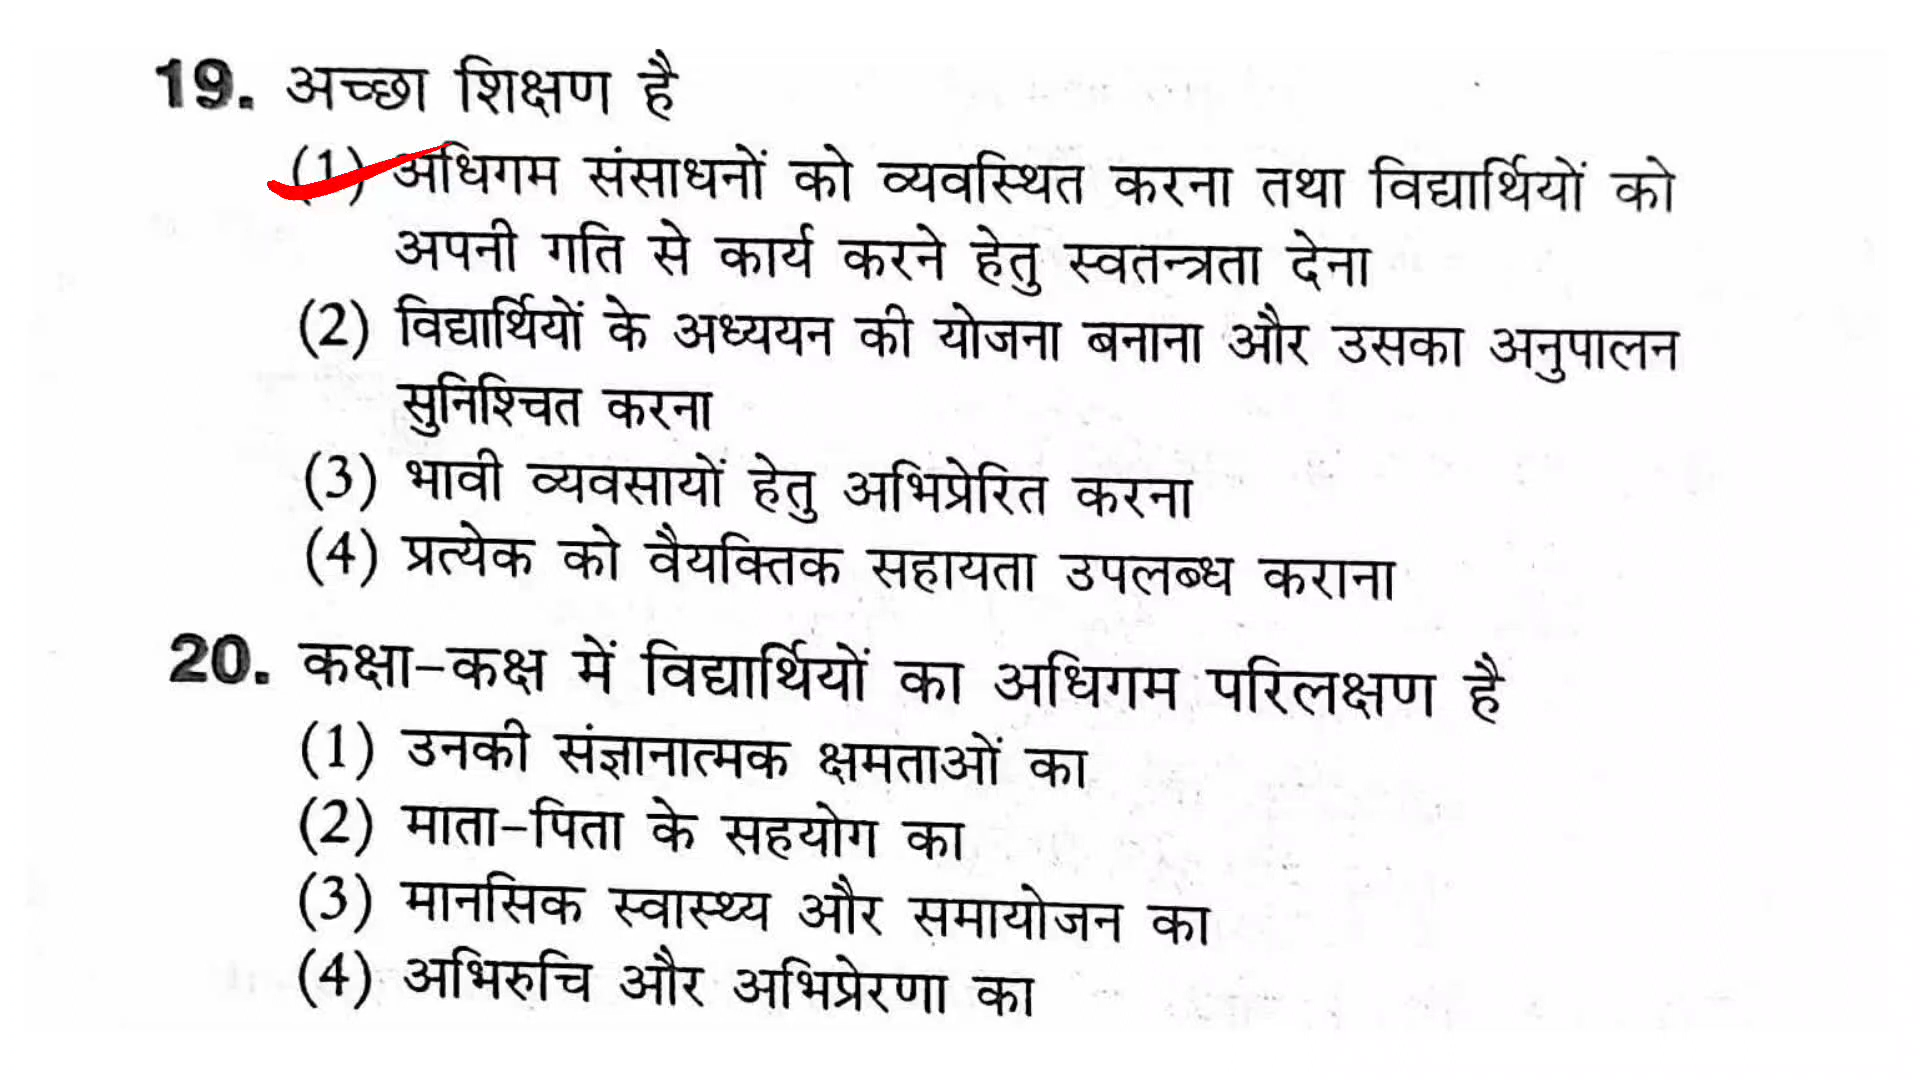 19. अच्छा शिक्षण है
(1) अधिगम संसाधनों को व्यवस्थित करना तथा विद्यार्थियों को
अपनी गति से कार्य करने हेतु स्वतन्त्रता देना
(2) विद्यार्थियों के अध्ययन की योजना बनाना और उसका अनुपालन
सुनिश्चित करना
(3) भावी व्यवसायों हेतु अभिप्रेरित करना
(4) प्रत्येक को वैयक्तिक सहायता उपलब्ध कराना
20. कक्षा-कक्ष में विद्यार्थियों का अधिगम परिलक्षण है
(1) उनकी संज्ञानात्मक क्षमताओं का
(2) माता-पिता के सहयोग का
(3) मानसिक स्वास्थ्य और समायोजन का
(4) अभिरुचि और अभिप्रेरणा का